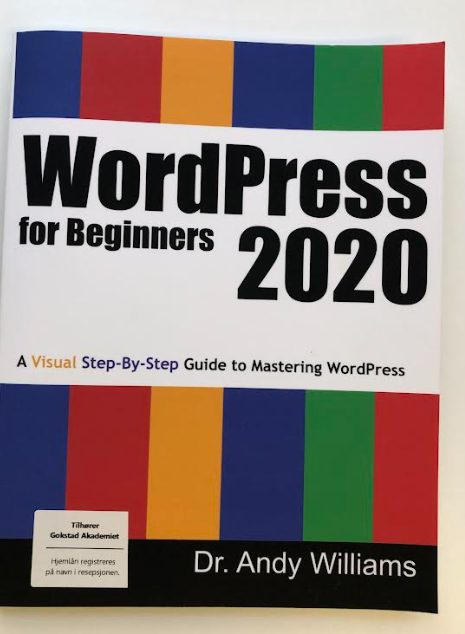 WordPress
for Beginners
2020
A Visual Step-By-Step Guide to Mastering WordPress
Tilhører
Gokstad Akademiet
Hjemlån registreres
på navn i resepsjonen.
Dr. Andy Williams